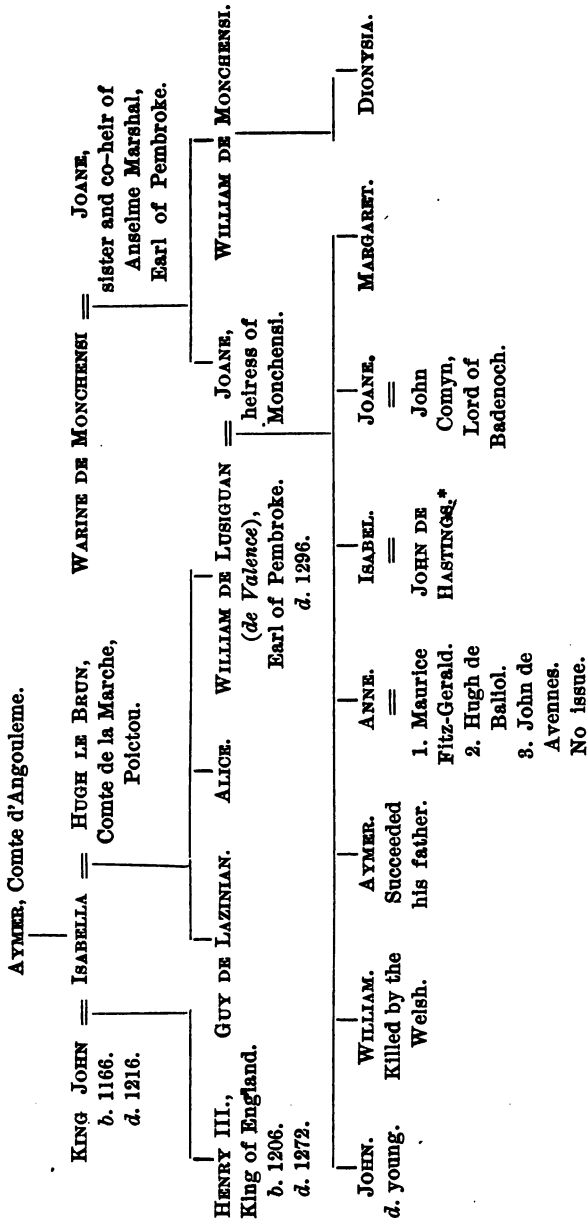 AYMER, Comte d'Angouleme.
KING JOHN = ISABELLA = HUGH LE BRUN,
b. 1166.
d. 1216.
Comte de la Marche,
Poictou.
WARINE DE MONCHENSI = JOANE,
sister and co-heir of
Anselme Marshal,
Earl of Pembroke.
HENRY III.,
King of England.
b. 1206.
d. 1272.
GUY DE LAZINIAN.
ALICE.
WILLIAM DE LUSIGUAN = JOANE,
(de Valence),
Earl of Pembroke.
d. 1296.
heiress of
Monchensi.
WILLIAM DE MONCHENSI.
JOHN.
d. young.
WILLIAM.
Killed by the
Welsh.
AYMER.
Succeeded
his father.
ANNE.
=
1. Maurice
Fitz-Gerald.
2. Hugh de
Baliol.
3. John de
Avennes.
No issue.
ISABEL.
=
JOHN DE
HASTINGS.*
JOANE.
=
John
Comyn,
Lord of
Badenoch.
MARGARET.
DIONYSIA.